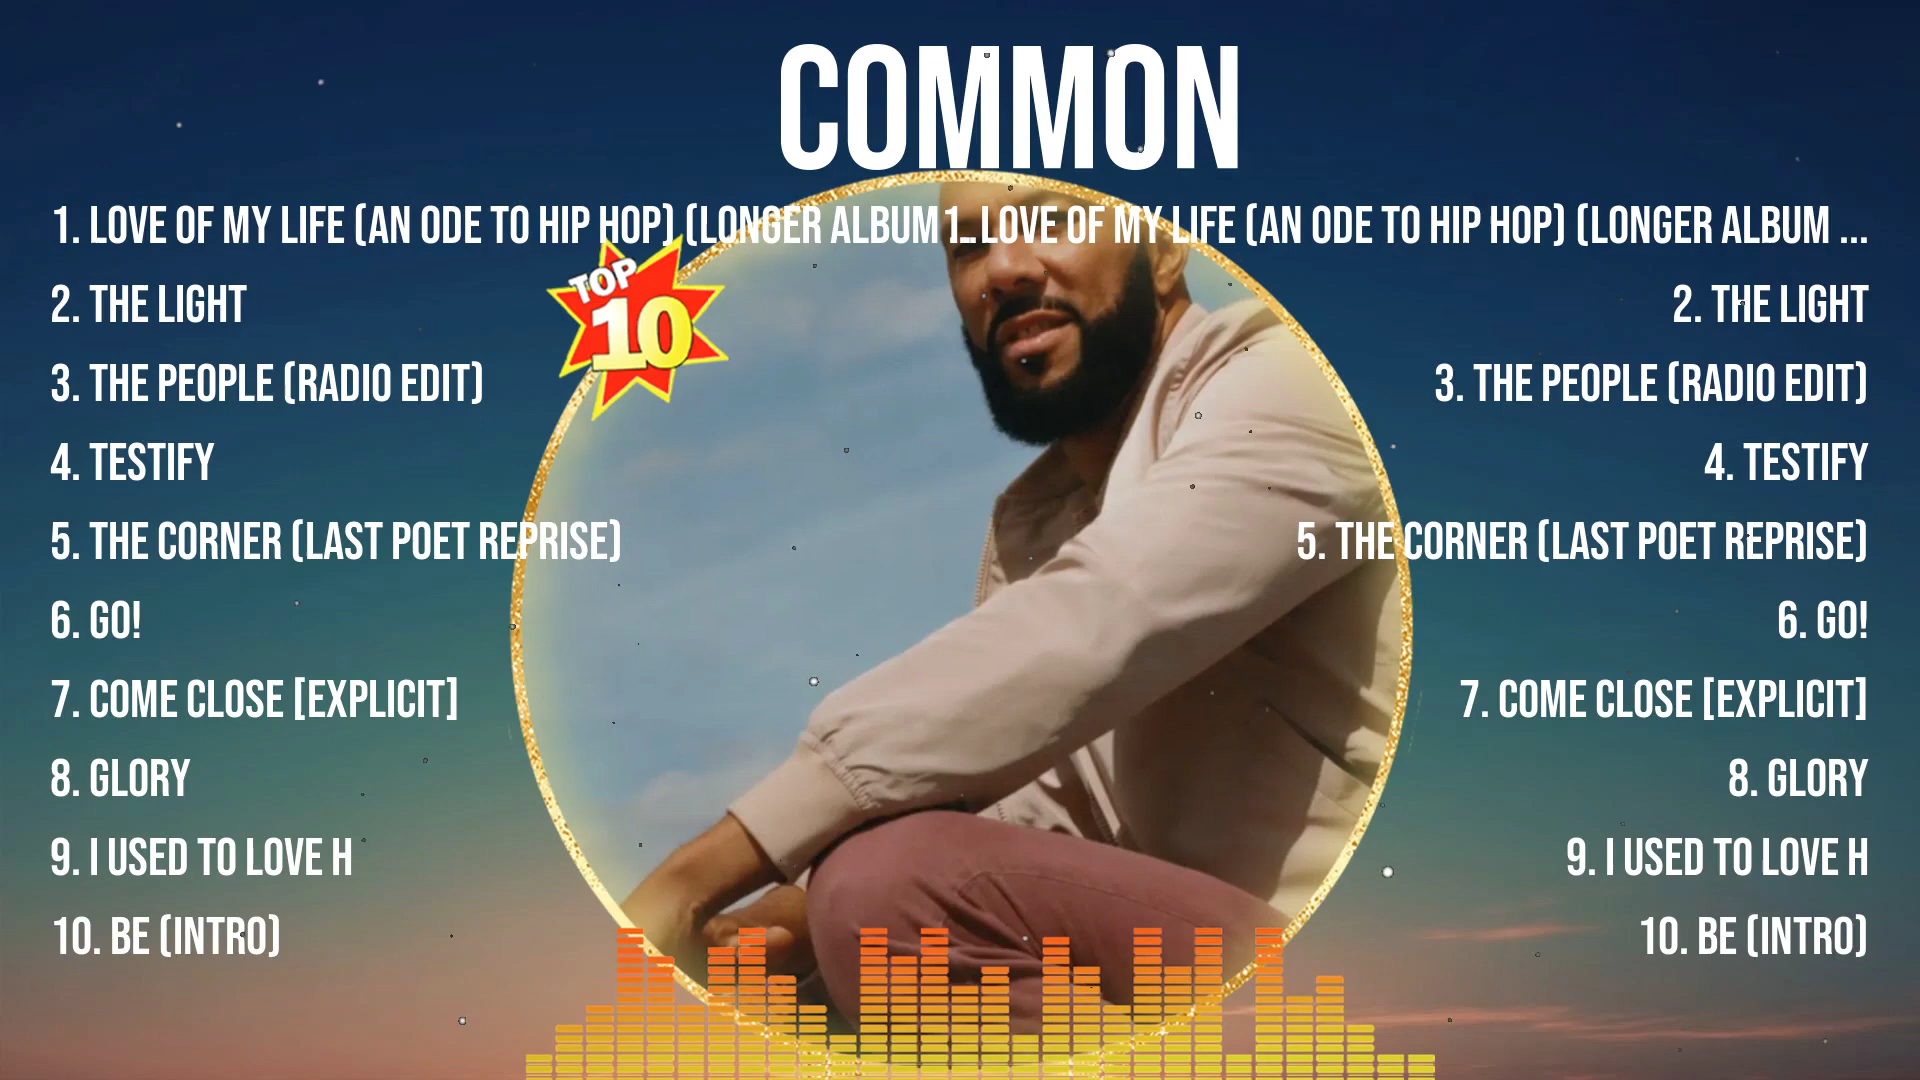 COMMON
1. LOVE OF MY LIFE (AN ODE TO HIP HOP) (LONGER ALBUM ...
2. THE LIGHT
3. THE PEOPLE (RADIO EDIT)
4. TESTIFY
5. THE CORNER (LAST POET REPRISE)
6. GO!
7. COME CLOSE [EXPLICIT]
8. GLORY
9. I USED TO LOVE H
10. BE (INTRO)
TOP
10
1. LOVE OF MY LIFE (AN ODE TO HIP HOP) (LONGER ALBUM ...
2. THE LIGHT
3. THE PEOPLE (RADIO EDIT)
4. TESTIFY
5. THE CORNER (LAST POET REPRISE)
6. GO!
7. COME CLOSE [EXPLICIT]
8. GLORY
9. I USED TO LOVE H
10. BE (INTRO)